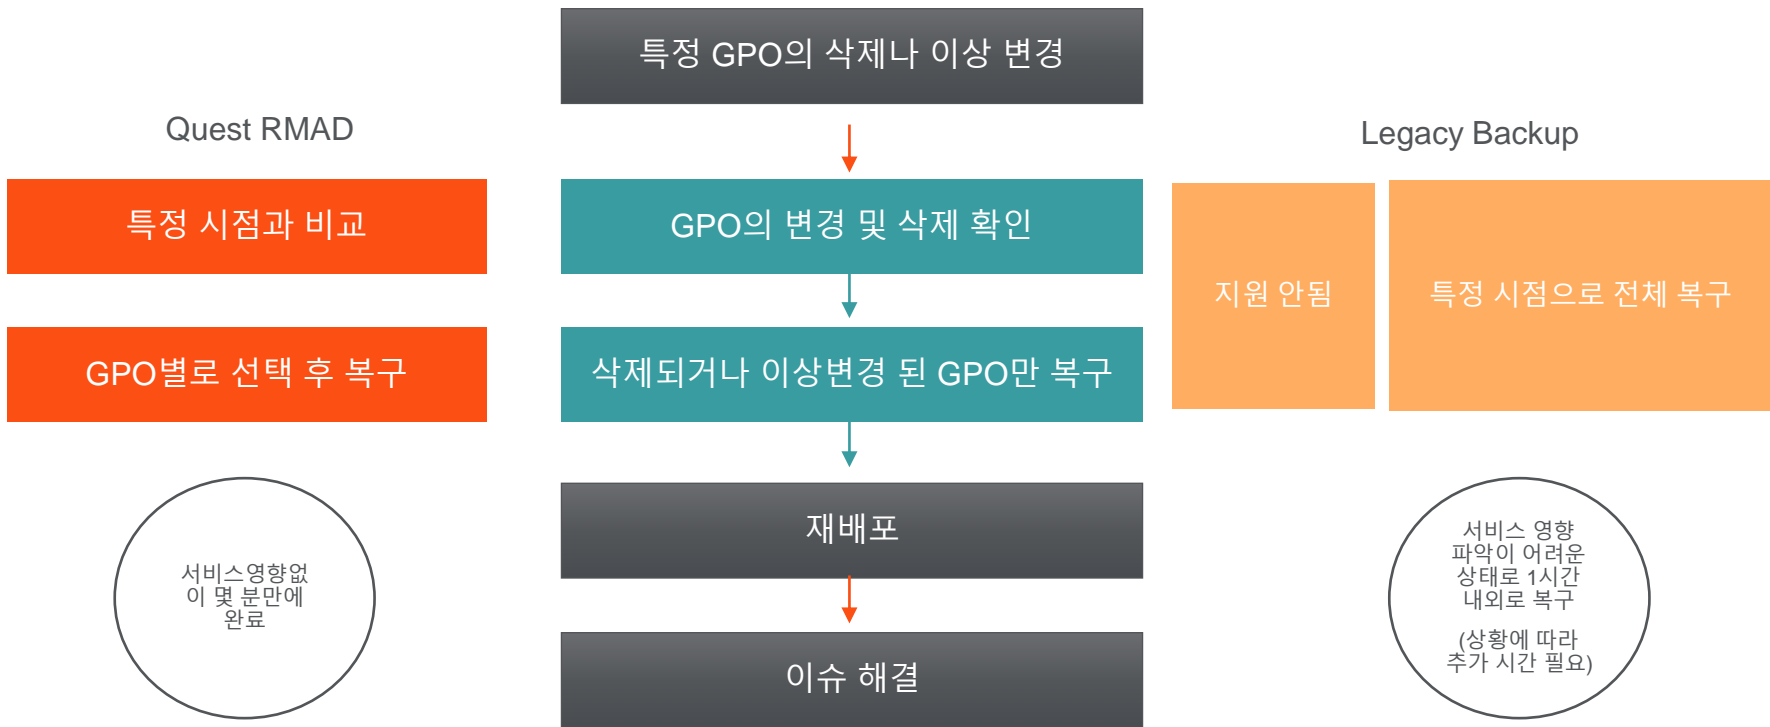 특정 GPO의 삭제나 이상 변경
Quest RMAD
Legacy Backup
특정 시점과 비교
GPO의 변경 및 삭제 확인
지원 안됨
특정 시점으로 전체 복구
GPO별로 선택 후 복구
삭제되거나 이상변경 된 GPO만 복구
재배포
서비스영향없
이 몇 분만에
완료
서비스 영향
파악이 어려운
상태로 1시간
내외로 복구
(상황에 따라
추가 시간 필요)
이슈 해결